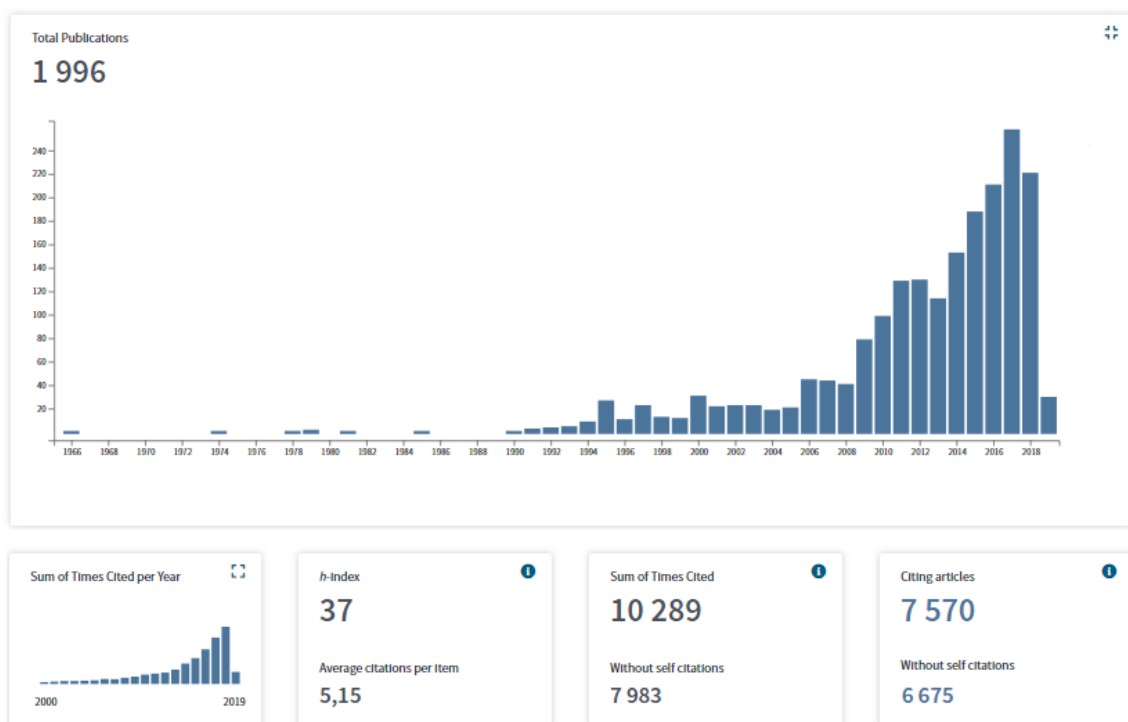 Total Publications
1 996
240
220
200
180
160
140
120
100
80
60
40
20
1966 1968 1970 1972 1974 1976 1978 1980 1982 1984 1986 1988 1990 1992 1994 1996 1998 2000 2002 2004 2006 2008 2010 2012 2014 2016 2018
Sum of Times Cited per Year
2000 2019
h-index
37
Average citations per item
5,15
Sum of Times Cited
10 289
Without self citations
7 983
Citing articles
7 570
Without self citations
6 675